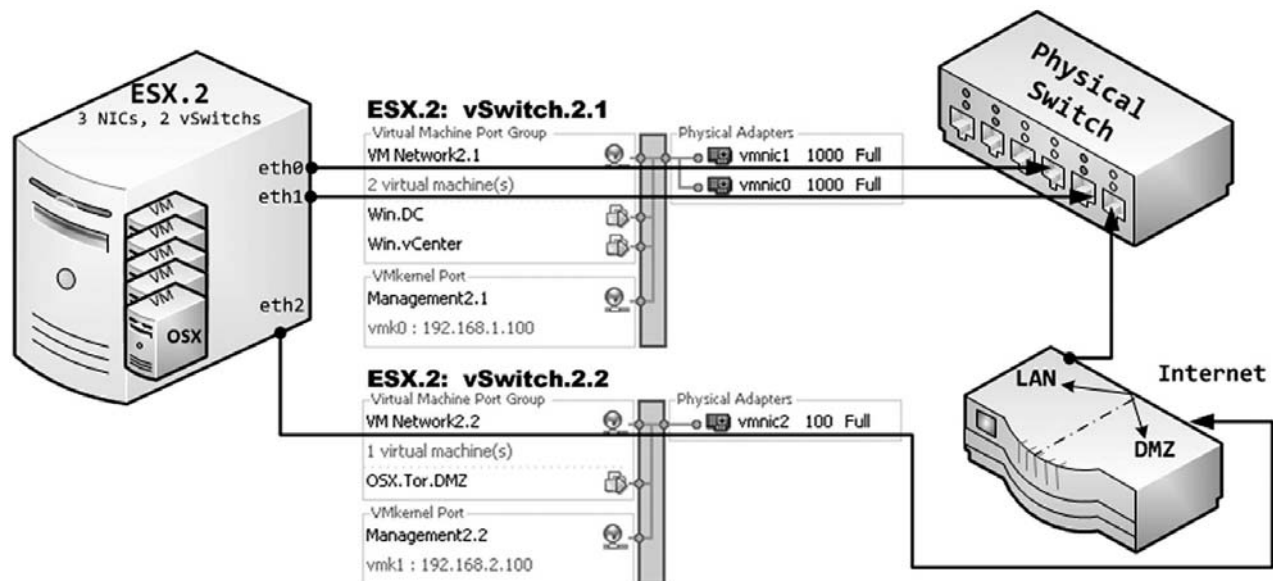 ESX.2
3 NICs, 2 vSwitchs
eth0
eth1
eth2
VM
VM
VM
VM
OSX
ESX.2: vSwitch.2.1
Virtual Machine Port Group
VM Network2.1
2 virtual machine(s)
Win.DC
Win.vCenter
VMkernel Port
Management2.1
vmk0 : 192.168.1.100
Physical Adapters
vmnic1 1000 Full
vmnic0 1000 Full
ESX.2: vSwitch.2.2
Virtual Machine Port Group
VM Network2.2
1 virtual machine(s)
OSX.Tor.DMZ
VMkernel Port
Management2.2
vmk1 : 192.168.2.100
Physical Adapters
vmnic2 100 Full
Physical
Switch
LAN
DMZ
Internet